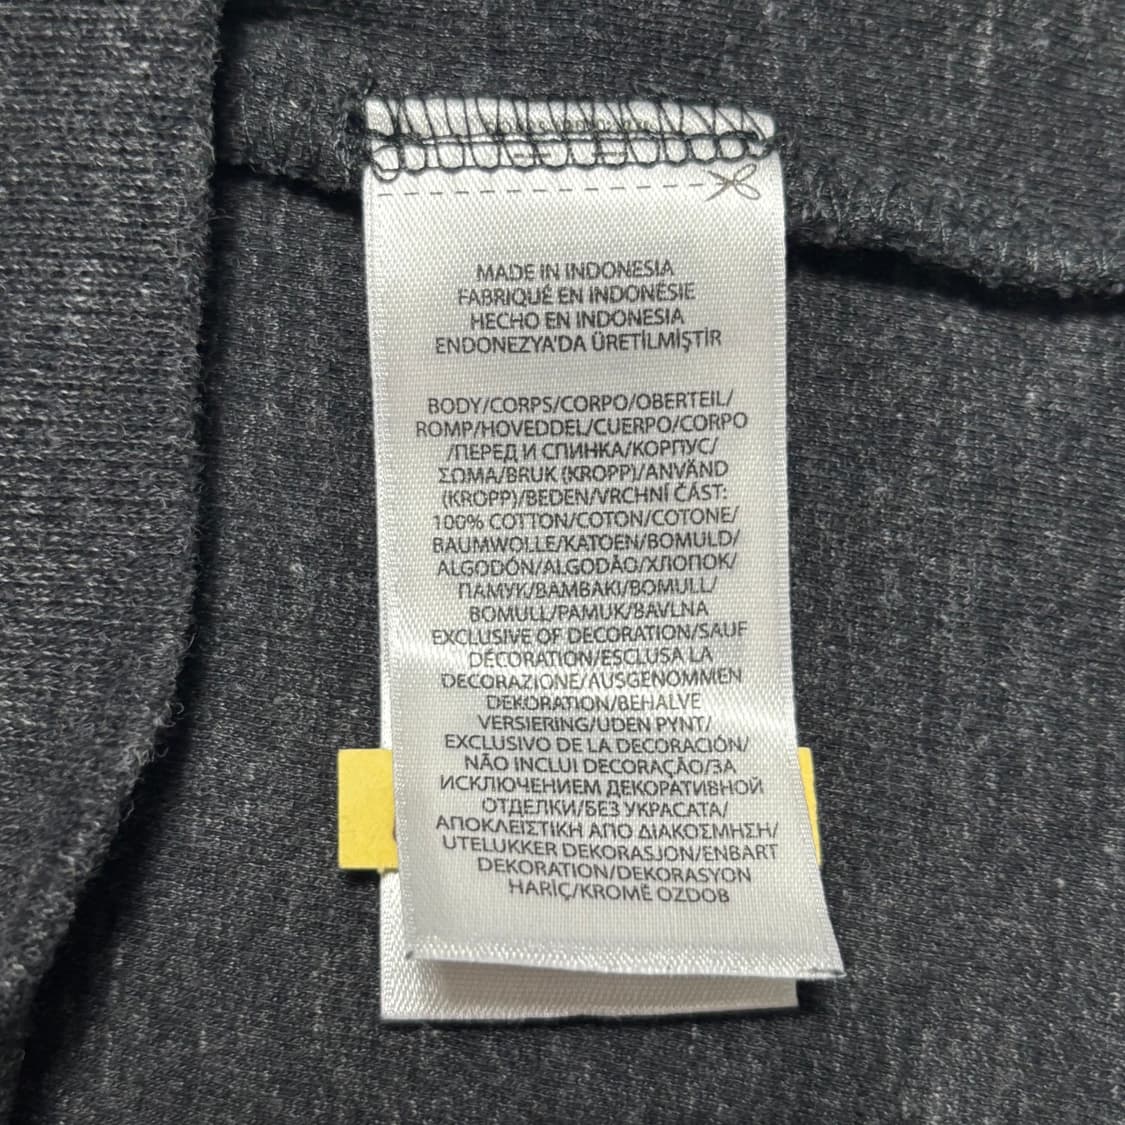 MADE IN INDONESIA
FABRIQUÉ EN INDONÉSIE
HECHO EN INDONESIA
ENDONEZYA'DA ÜRETİLMİŞTİR
BODY/CORPS/CORPO/OBERTEIL/
ROMP/HOVEDDEL/CUERPO/CORPO
/ПЕРЕД И СПИНКА/КОРПУС/
ΣΩΜΑ/BRUK (KROPP)/ANVÄND
(KROPP)/BEDEN/VRCHNÍ ČÁST:
100% COTTON/COTON/COTONE/
BAUMWOLLE/KATOEN/BOMULD/
ALGODÓN/ALGODÃO/ХЛОПОК/
ПАМУК/ΒΑΜΒΑΚΙ/BOMULL/
BOMULL/PAMUK/BAVLNA
EXCLUSIVE OF DECORATION/SAUF
DÉCORATION/ESCLUSA LA
DECORAZIONE/AUSGENOMMEN
DEKORATION/BEHALVE
VERSIERING/UDEN PYNT/
EXCLUSIVO DE LA DECORACIÓN/
NÃO INCLUI DECORAÇÃO/ЗА
ИСКЛЮЧЕНИЕМ ДЕКОРАТИВНОЙ
ОТДЕЛКИ/БЕЗ УКРАСАТА/
ΑΠΟΚΛΕΙΣΤΙΚΗ ΑΠΟ ΔΙΑΚΟΣΜΗΣΗ/
UTELUKKER DEKORASJON/ENBART
DEKORATION/DEKORASYON
HARİÇ/KROMĚ OZDOB